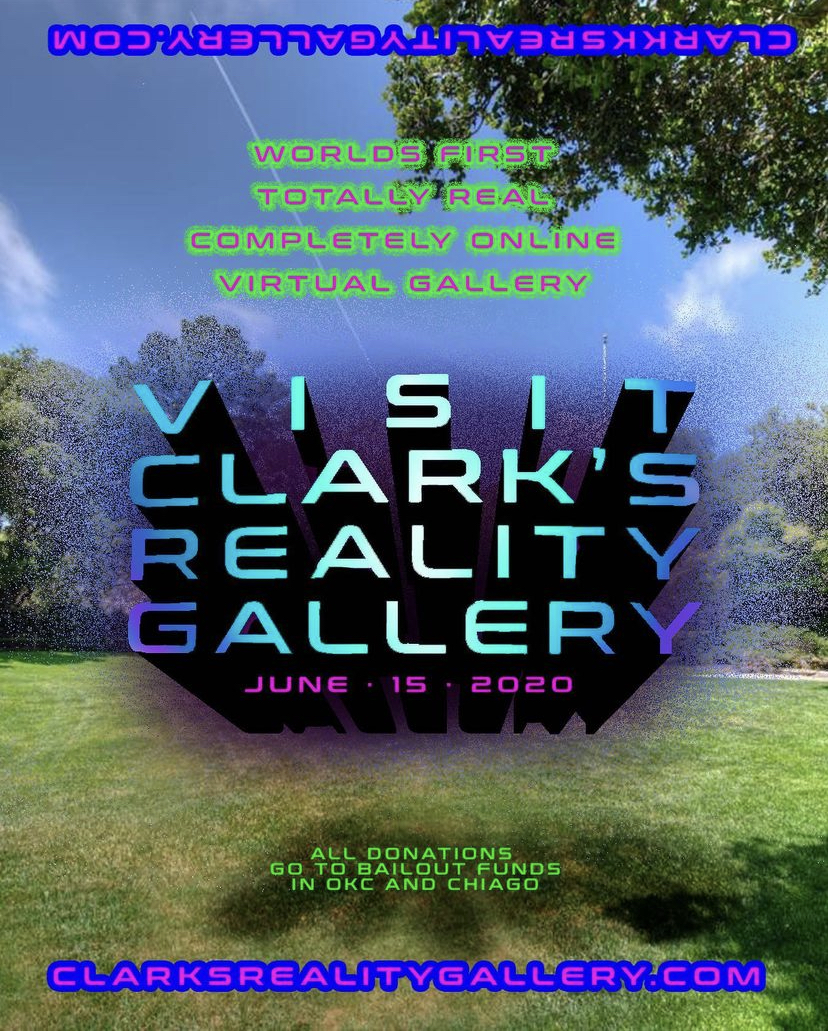 CLARKSREALITYGALLERY.COM
WORLDS FIRST
TOTALLY REAL
COMPLETELY ONLINE
VIRTUAL GALLERY
VISIT
CLARK'S
REALITY
GALLERY
JUNE · 15 · 2020
ALL DONATIONS
GO TO BAILOUT FUNDS
IN OKC AND CHIAGO
CLARKSREALITYGALLERY.COM